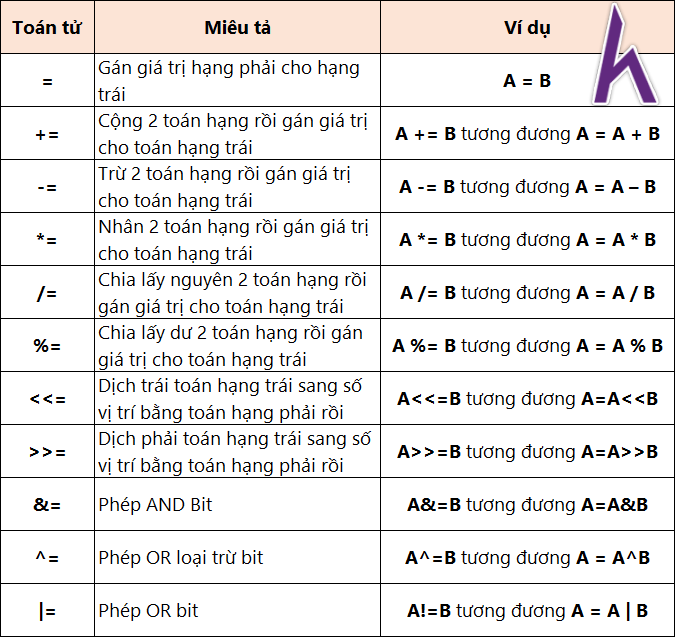 Toán tử Miêu tả Ví dụ
= Gán giá trị hạng phải cho hạng A = B
trái
+= Cộng 2 toán hạng rồi gán giá trị A += B tương đương A = A + B
cho toán hạng trái
-= Trừ 2 toán hạng rồi gán giá trị A -= B tương đương A = A – B
cho toán hạng trái
*= Nhân 2 toán hạng rồi gán giá trị A *= B tương đương A = A * B
cho toán hạng trái
/= Chia lấy nguyên 2 toán hạng rồi A /= B tương đương A = A / B
gán giá trị cho toán hạng trái
%= Chia lấy dư 2 toán hạng rồi gán A %= B tương đương A = A % B
giá trị cho toán hạng trái
<<= Dịch trái toán hạng trái sang số A<<=B tương đương A=A<<B
vị trí bằng toán hạng phải rồi
>>= Dịch phải toán hạng trái sang số A>>=B tương đương A=A>>B
vị trí bằng toán hạng phải rồi
&= Phép AND Bit A&=B tương đương A=A&B
^= Phép OR loại trừ bit A^=B tương đương A = A^B
|= Phép OR bit A!=B tương đương A = A | B